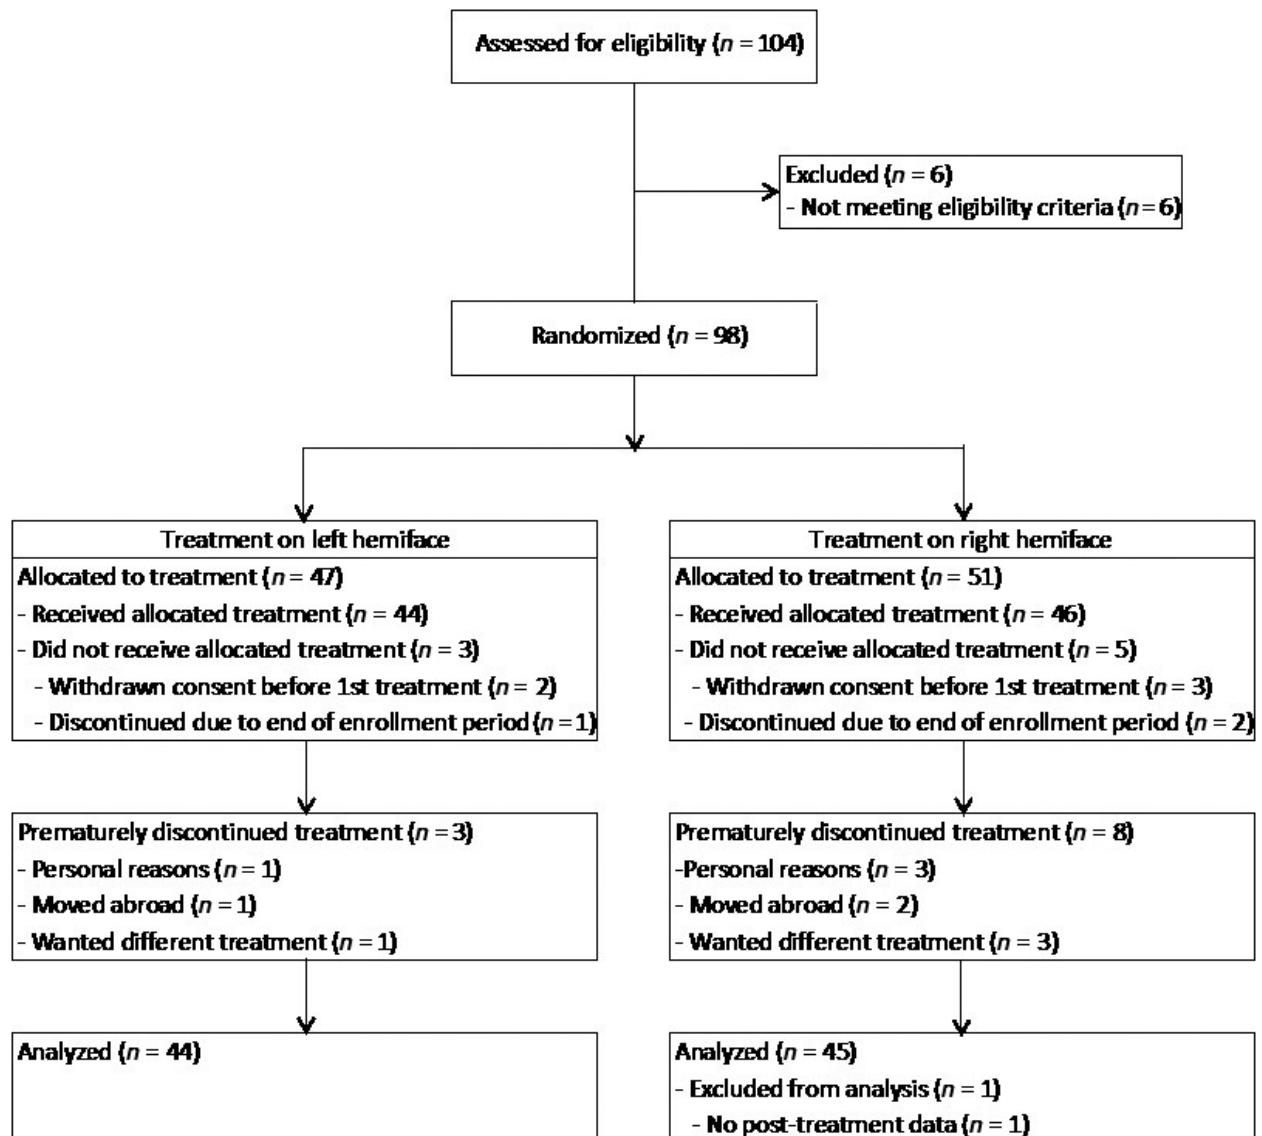 Assessed for eligibility (n = 104)
Excluded (n = 6)
- Not meeting eligibility criteria (n = 6)
Randomized (n = 98)
Treatment on left hemiface
Allocated to treatment (n = 47)
- Received allocated treatment (n = 44)
- Did not receive allocated treatment (n = 3)
- Withdrawn consent before 1st treatment (n = 2)
- Discontinued due to end of enrollment period (n = 1)
Prematurely discontinued treatment (n = 3)
- Personal reasons (n = 1)
- Moved abroad (n = 1)
- Wanted different treatment (n = 1)
Analyzed (n = 44)
Treatment on right hemiface
Allocated to treatment (n = 51)
- Received allocated treatment (n = 46)
- Did not receive allocated treatment (n = 5)
- Withdrawn consent before 1st treatment (n = 3)
- Discontinued due to end of enrollment period (n = 2)
Prematurely discontinued treatment (n = 8)
-Personal reasons (n = 3)
- Moved abroad (n = 2)
- Wanted different treatment (n = 3)
Analyzed (n = 45)
- Excluded from analysis (n = 1)
- No post-treatment data (n = 1)